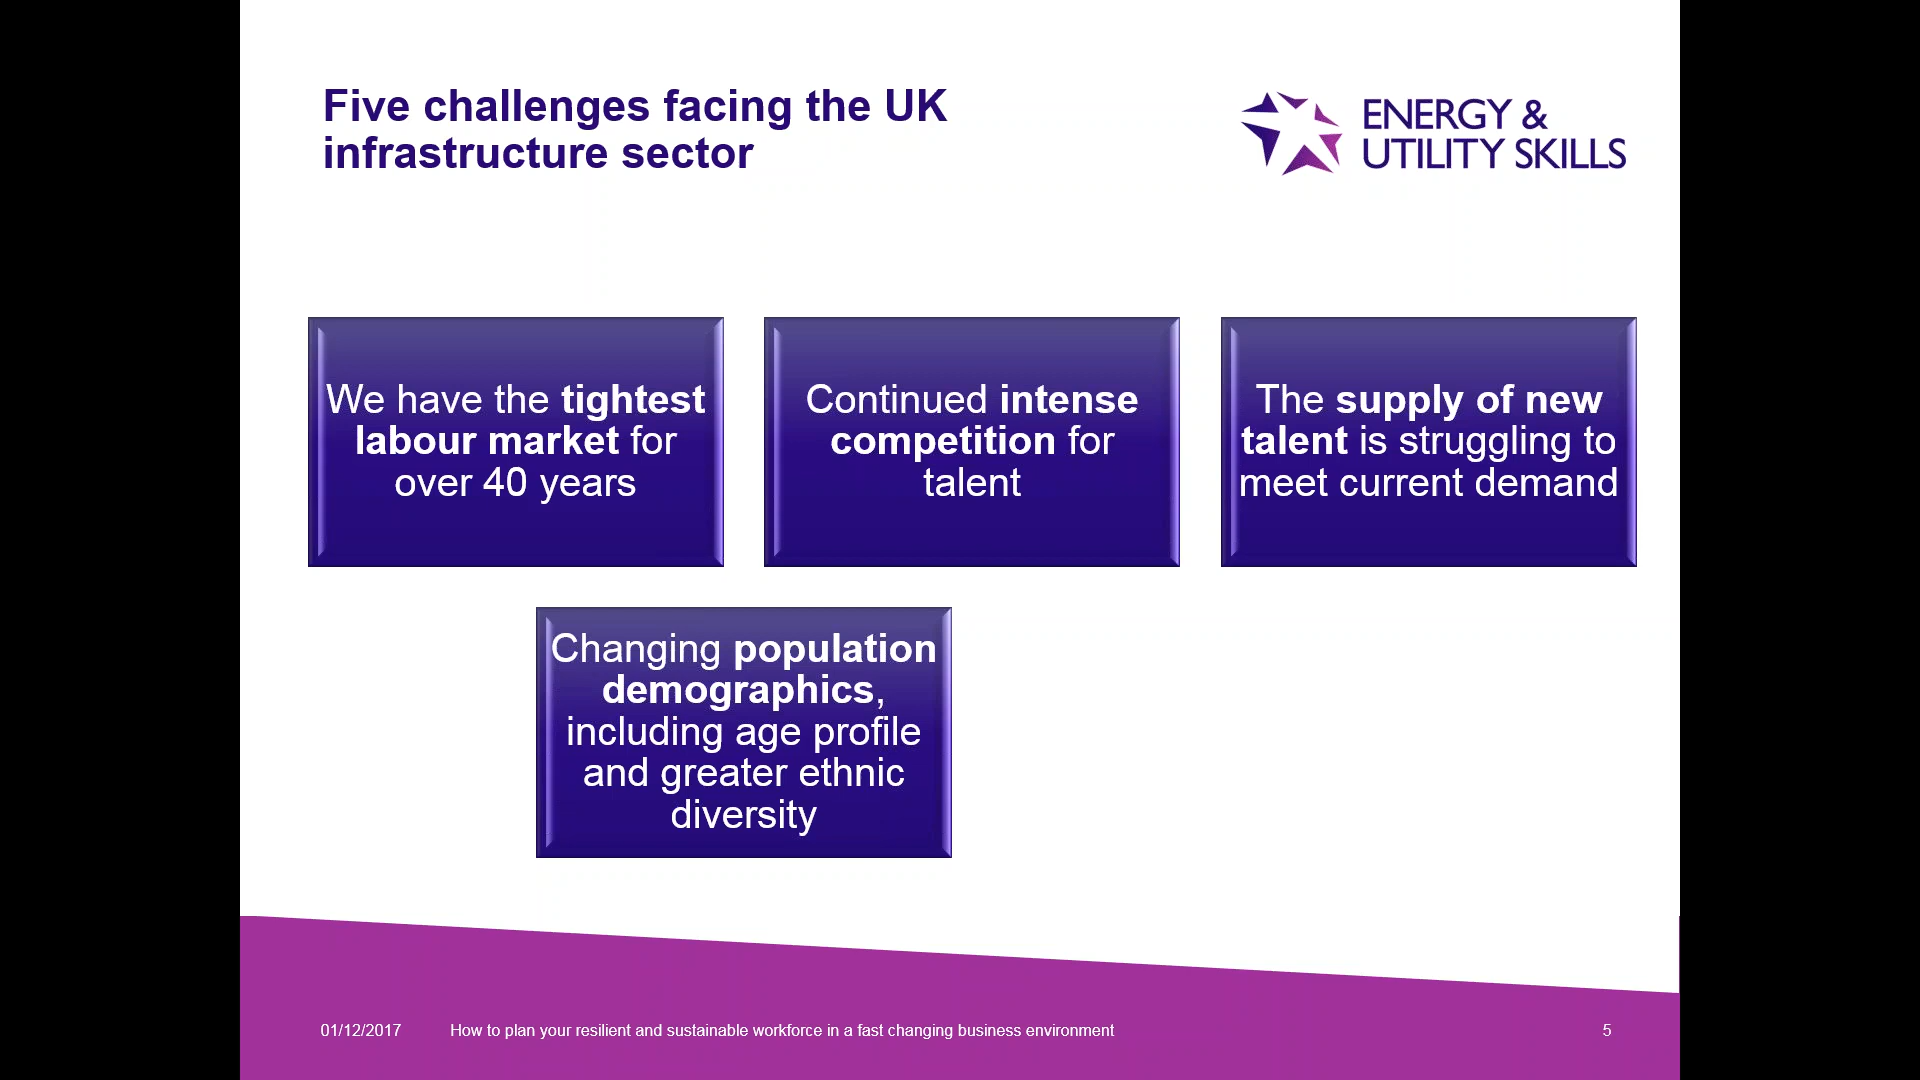 Five challenges facing the UK
infrastructure sector
ENERGY &
UTILITY SKILLS
We have the tightest
labour market for
over 40 years
Continued intense
competition for
talent
The supply of new
talent is struggling to
meet current demand
Changing population
demographics,
including age profile
and greater ethnic
diversity
01/12/2017 How to plan your resilient and sustainable workforce in a fast changing business environment 5